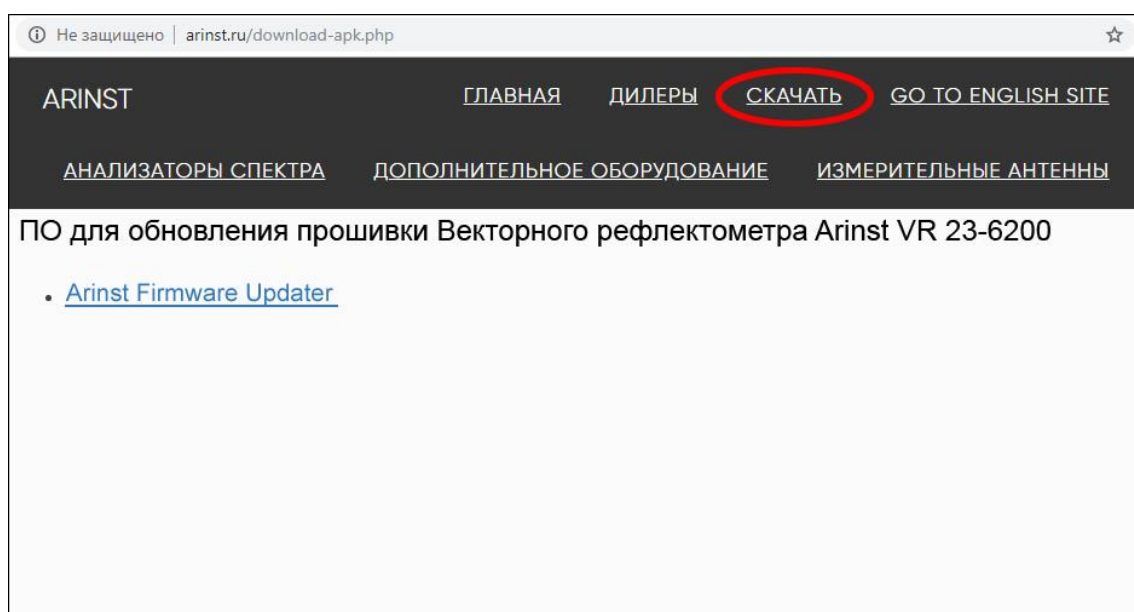 Не защищено | arinst.ru/download-apk.php
ARINST ГЛАВНАЯ ДИЛЕРЫ СКАЧАТЬ GO TO ENGLISH SITE
АНАЛИЗАТОРЫ СПЕКТРА ДОПОЛНИТЕЛЬНОЕ ОБОРУДОВАНИЕ ИЗМЕРИТЕЛЬНЫЕ АНТЕННЫ
ПО для обновления прошивки Векторного рефлектометра Arinst VR 23-6200
• Arinst Firmware Updater